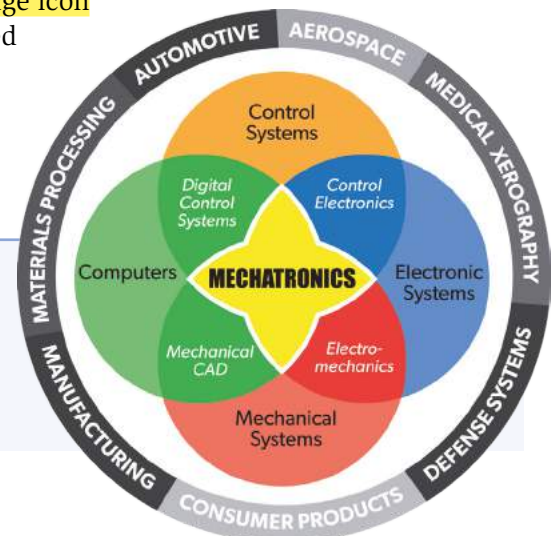 ge icon
d
AUTOMOTIVE
AEROSPACE
MEDICAL XEROGRAPHY
DEFENSE SYSTEMS
CONSUMER PRODUCTS
MANUFACTURING
MATERIALS PROCESSING
Control
Systems
Digital
Control
Systems
Control
Electronics
Computers
MECHATRONICS
Electronic
Systems
Mechanical
CAD
Electro-
mechanics
Mechanical
Systems